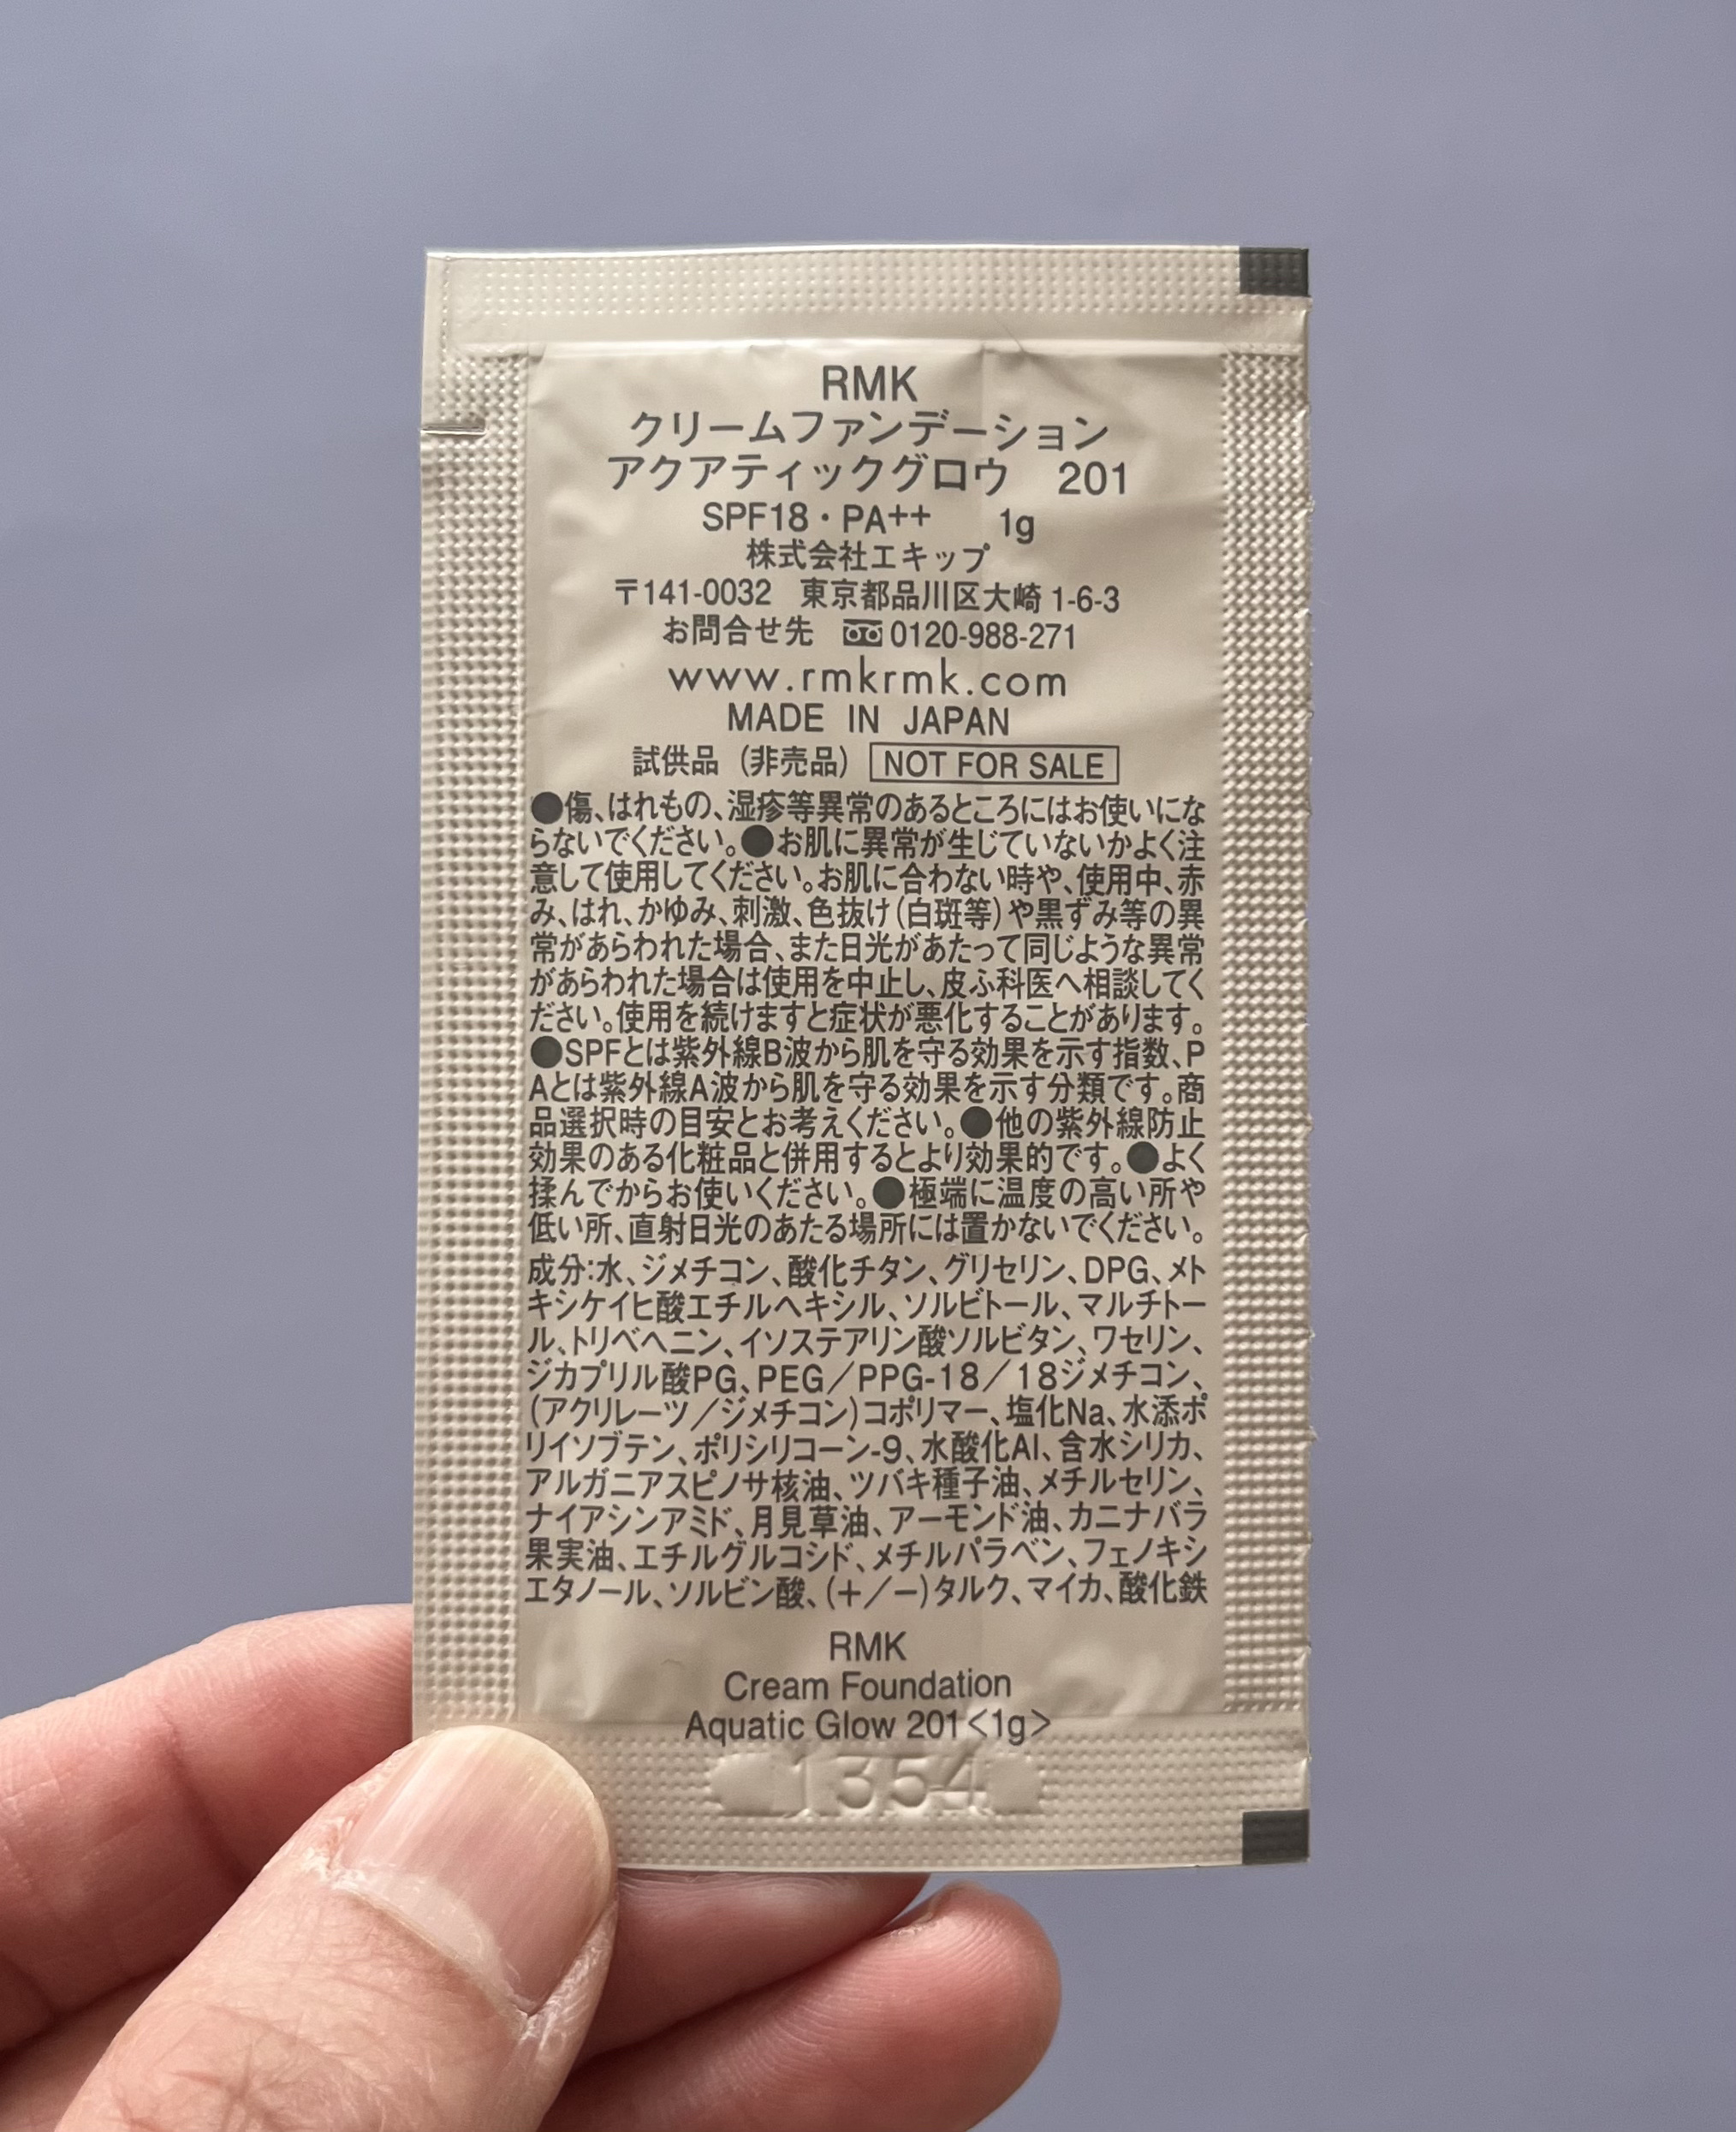 RMK
クリームファンデーション
アクアティックグロウ　201
SPF18・PA++　1g
株式会社エキップ
〒141-0032　東京都品川区大崎1-6-3
お問合せ先　0120-988-271
www.rmkrmk.com
MADE IN JAPAN
試供品（非売品） NOT FOR SALE
●傷、はれもの、湿疹等異常のあるところにはお使いにな
らないでください。●お肌に異常が生じていないかよく注
意して使用してください。お肌に合わない時や、使用中、赤
み、はれ、かゆみ、刺激、色抜け（白斑等）や黒ずみ等の異
常があらわれた場合、また日光があたって同じような異常
があらわれた場合は使用を中止し、皮ふ科医へ相談してく
ださい。使用を続けますと症状が悪化することがあります。
●SPFとは紫外線B波から肌を守る効果を示す指数、P
Aとは紫外線A波から肌を守る効果を示す分類です。商
品選択時の目安とお考えください。●他の紫外線防止
効果のある化粧品と併用するとより効果的です。●よく
揉んでからお使いください。●極端に温度の高い所や
低い所、直射日光のあたる場所には置かないでください。
成分：水、ジメチコン、酸化チタン、グリセリン、DPG、メト
キシケイヒ酸エチルヘキシル、ソルビトール、マルチトー
ル、トリベヘニン、イソステアリン酸ソルビタン、ワセリン、
ジカプリル酸PG、PEG／PPG-18／18ジメチコン、
（アクリレーツ／ジメチコン）コポリマー、塩化Na、水添ポ
リイソブテン、ポリシリコーン-9、水酸化Al、含水シリカ、
アルガニアスピノサ核油、ツバキ種子油、メチルセリン、
ナイアシンアミド、月見草油、アーモンド油、カニナバラ
果実油、エチルグルコシド、メチルパラベン、フェノキシ
エタノール、ソルビン酸、（＋／－）タルク、マイカ、酸化鉄
RMK
Cream Foundation
Aquatic Glow 201<1g>
1354